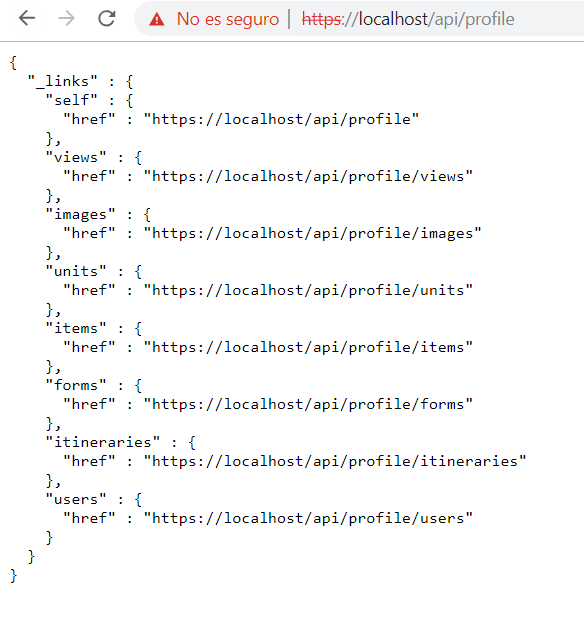 No es seguro | https://localhost/api/profile
{
  "_links" : {
    "self" : {
      "href" : "https://localhost/api/profile"
    },
    "views" : {
      "href" : "https://localhost/api/profile/views"
    },
    "images" : {
      "href" : "https://localhost/api/profile/images"
    },
    "units" : {
      "href" : "https://localhost/api/profile/units"
    },
    "items" : {
      "href" : "https://localhost/api/profile/items"
    },
    "forms" : {
      "href" : "https://localhost/api/profile/forms"
    },
    "itineraries" : {
      "href" : "https://localhost/api/profile/itineraries"
    },
    "users" : {
      "href" : "https://localhost/api/profile/users"
    }
  }
}